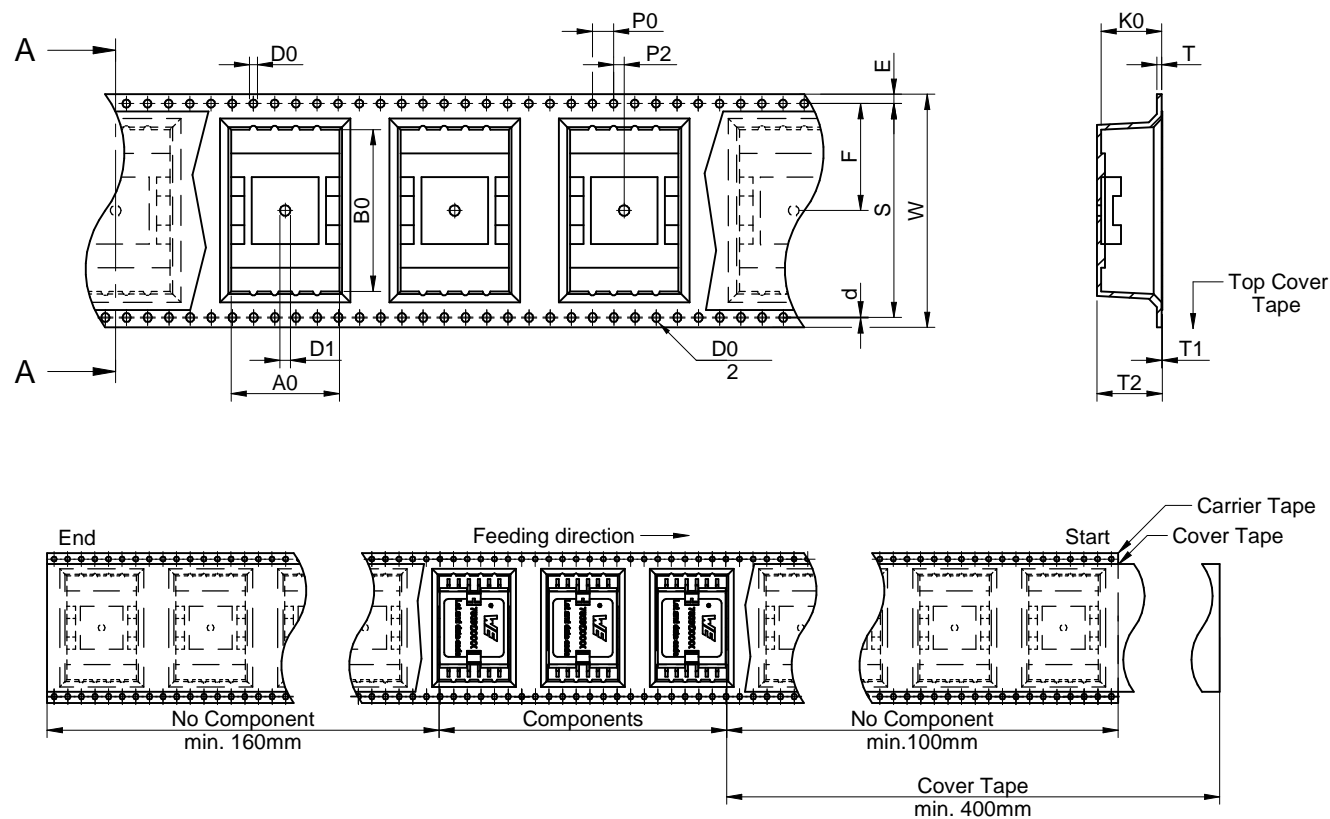 A
D0
P0
P2
E
K0
T
B0
F
S
W
d
Top Cover
Tape
A
D1
A0
D0
2
T1
T2
End
Feeding direction
Start
Carrier Tape
Cover Tape
WE
No Component
min. 160mm
Components
No Component
min.100mm
Cover Tape
min. 400mm